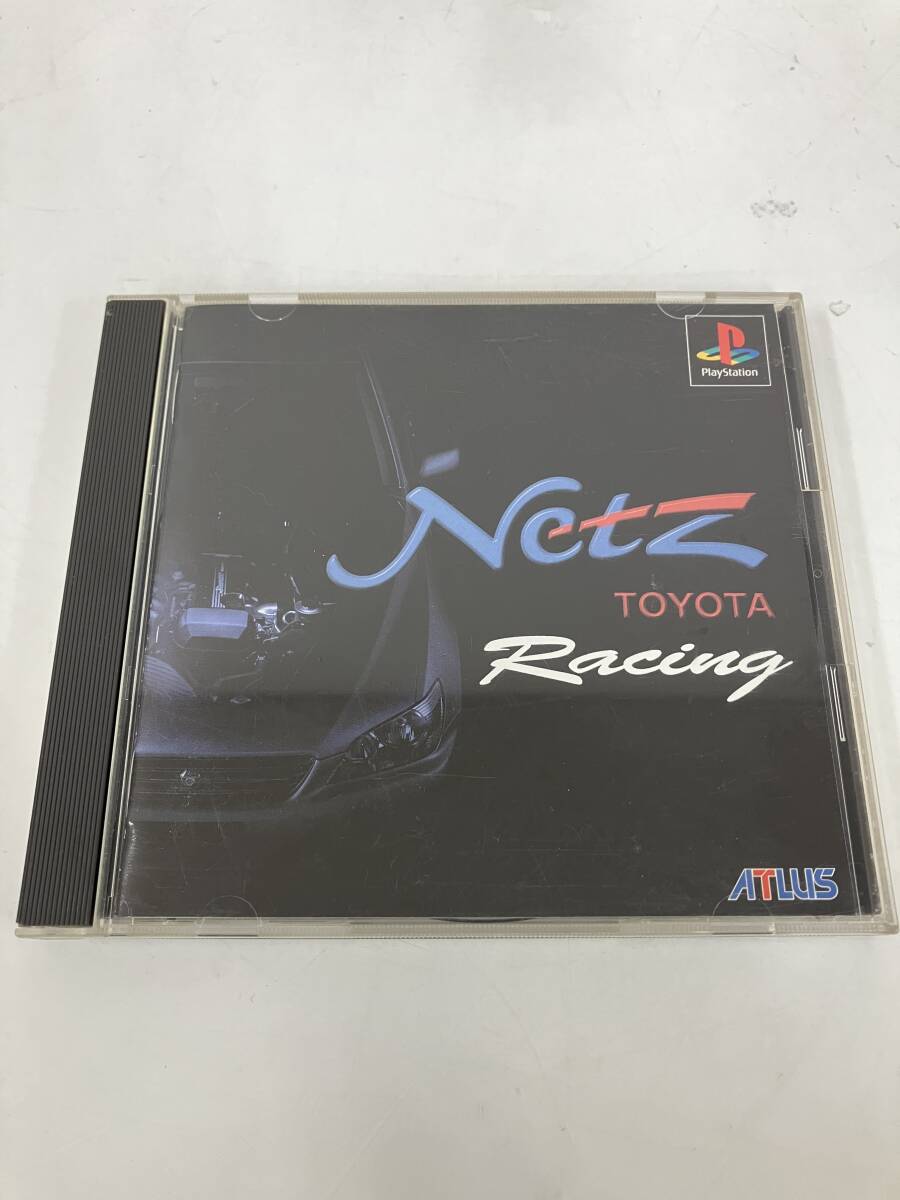 PlayStation
Netz
TOYOTA
Racing
ATLUS